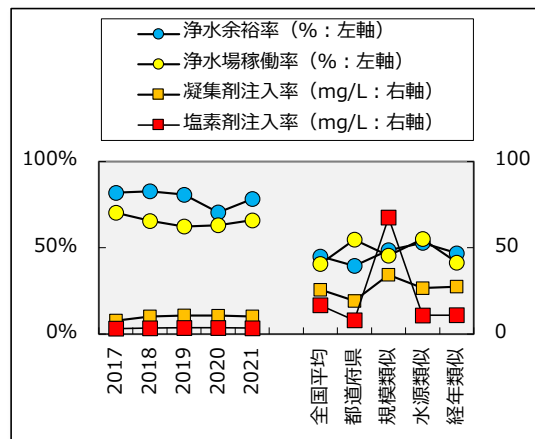 浄水余裕率（%：左軸）
浄水場稼働率（%：左軸）
凝集剤注入率（mg/L：右軸）
塩素剤注入率（mg/L：右軸）
100%
100
50%
50
0%
0
2017
2018
2019
2020
2021
全国平均
都道府県
規模類似
水源類似
経年類似